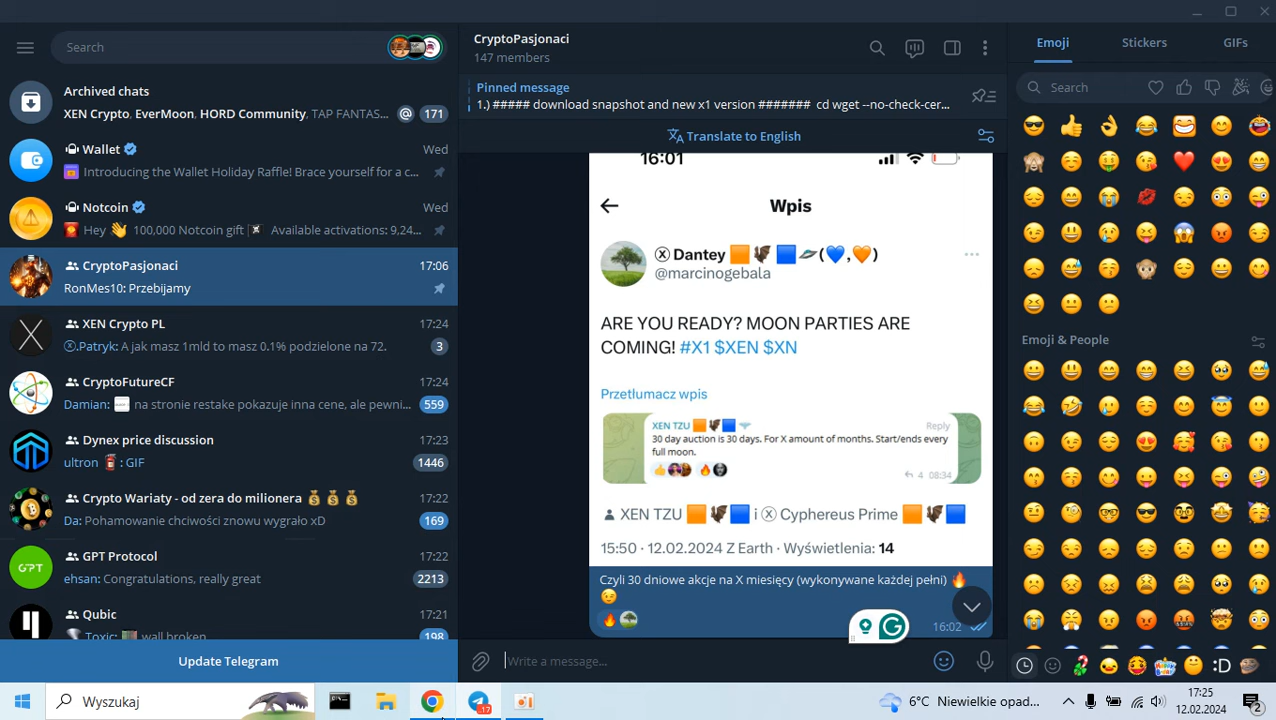 Search
Archived chats
XEN Crypto, EverMoon, HORD Community, TAP FANTAS...
@
171
Wallet
Wed
Introducing the Wallet Holiday Raffle! Brace yourself for a c...
Notcoin
Wed
Hey 👋 100,000 Notcoin gift Available activations: 9,24...
CryptoPasjonaci
17:06
RonMes10: Przebijamy
XEN Crypto PL
17:24
ⓧ.Patryk: A jak masz 1mld to masz 0.1% podzielone na 72.
3
CryptoFutureCF
17:24
Damian: na stronie restake pokazuje inna cene, ale pewni...
559
Dynex price discussion
17:23
ultron : GIF
1446
Crypto Wariaty - od zera do milionera 💰💰💰
17:22
Da: Pohamowanie chciwości znowu wygrało xD
169
GPT
GPT Protocol
17:22
ehsan: Congratulations, really great
2213
Qubic
17:21
Toxic: wall broken
198
Update Telegram
CryptoPasjonaci
147 members
Pinned message
1.) ##### download snapshot and new x1 version ####### cd wget --no-check-cer...
Translate to English
16:01
Wpis
ⓧ Dantey 🟧🦇🟦🛸(💙,🧡)
@marcinogebala
ARE YOU READY? MOON PARTIES ARE
COMING! #X1 $XEN $XN
Przetłumacz wpis
XEN TZU 🟧🦇🟦
Reply
30 day auction is 30 days. For X amount of months. Start/ends every
full moon.
4 08:34
XEN TZU 🟧🦇🟦 i ⓧ Cyphereus Prime 🟧🦇🟦
15:50 · 12.02.2024 Z Earth · Wyświetlenia: 14
Czyli 30 dniowe akcje na X miesięcy (wykonywane każdej pełni) 🔥
😉
16:02
Write a message...
Emoji
Stickers
GIFs
Search
Emoji & People
:D
Wyszukaj
17
6°C Niewielkie opad...
17:25
12.02.2024
2